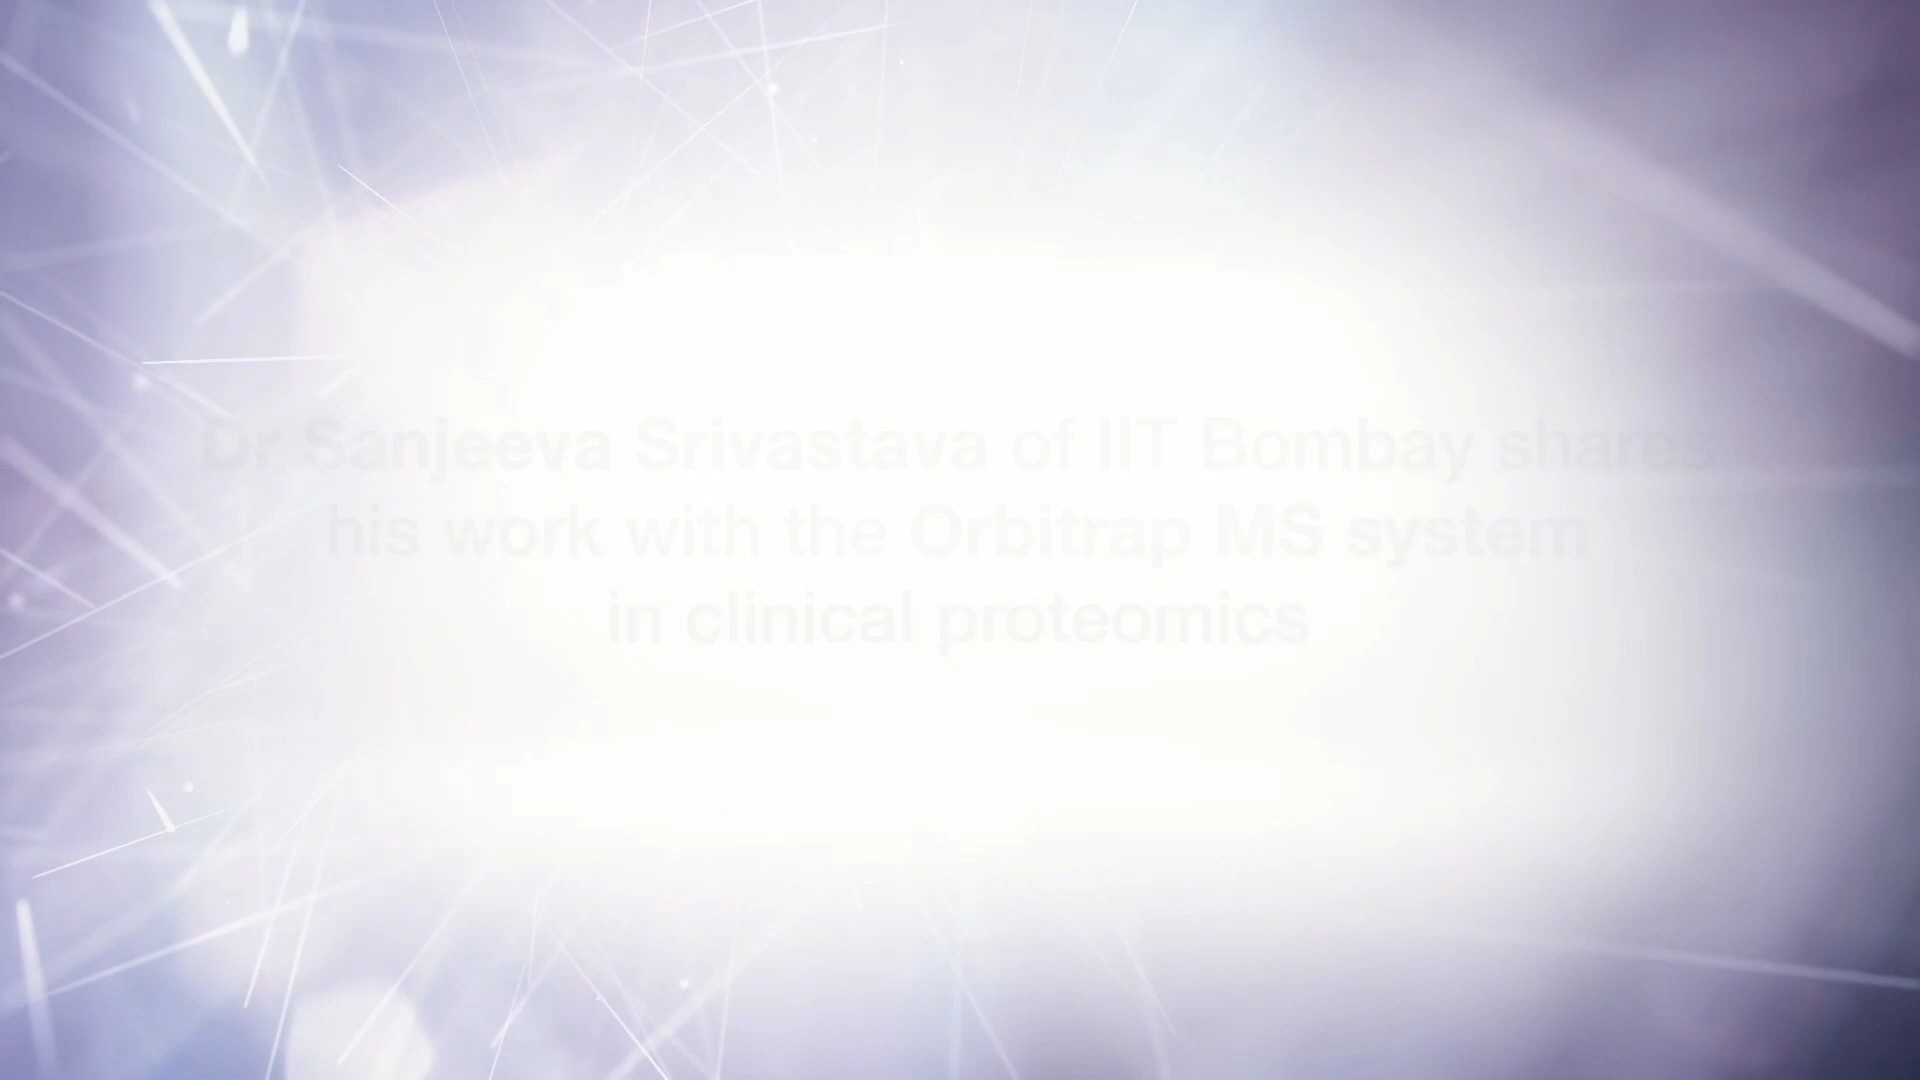 Dr Sanjeeva Srivastava of IIT Bombay shares
his work with the Orbitrap MS system
in clinical proteomics